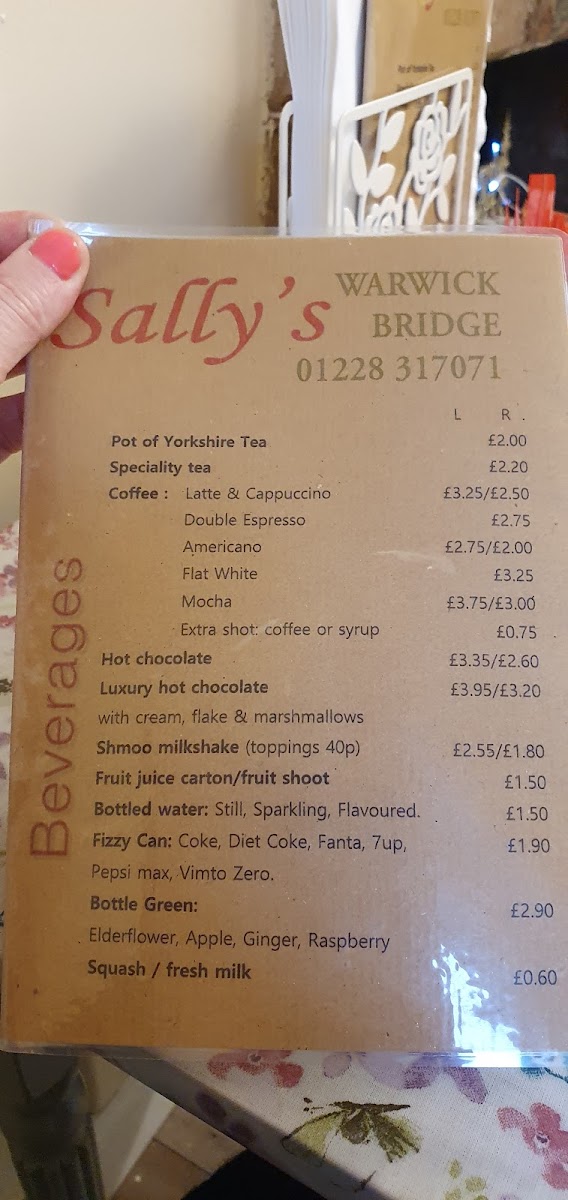 Sally's
WARWICK
BRIDGE
01228 317071
L R.
Pot of Yorkshire Tea £2.00
Speciality tea £2.20
Coffee : Latte & Cappuccino £3.25/£2.50
Double Espresso £2.75
Americano £2.75/£2.00
Flat White £3.25
Mocha £3.75/£3.00
Extra shot: coffee or syrup £0.75
Hot chocolate £3.35/£2.60
Luxury hot chocolate £3.95/£3.20
with cream, flake & marshmallows
Shmoo milkshake (toppings 40p) £2.55/£1.80
Fruit juice carton/fruit shoot £1.50
Bottled water: Still, Sparkling, Flavoured. £1.50
Fizzy Can: Coke, Diet Coke, Fanta, 7up, £1.90
Pepsi max, Vimto Zero.
Bottle Green: £2.90
Elderflower, Apple, Ginger, Raspberry
Squash / fresh milk £0.60
Beverages